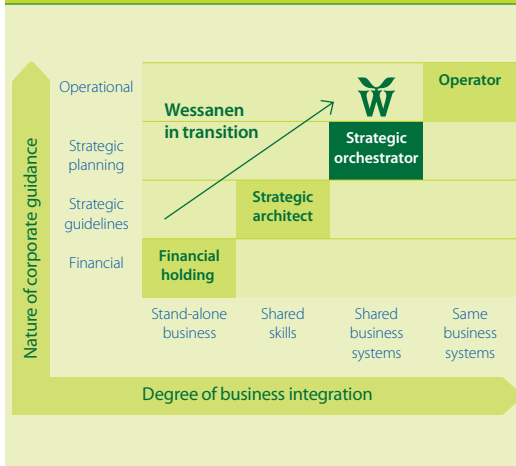 Nature of corporate guidance
Operational
Strategic
planning
Strategic
guidelines
Financial
Wessanen
in transition
W
Operator
Strategic
orchestrator
Strategic
architect
Financial
holding
Stand-alone
business
Shared
skills
Shared
business
systems
Same
business
systems
Degree of business integration